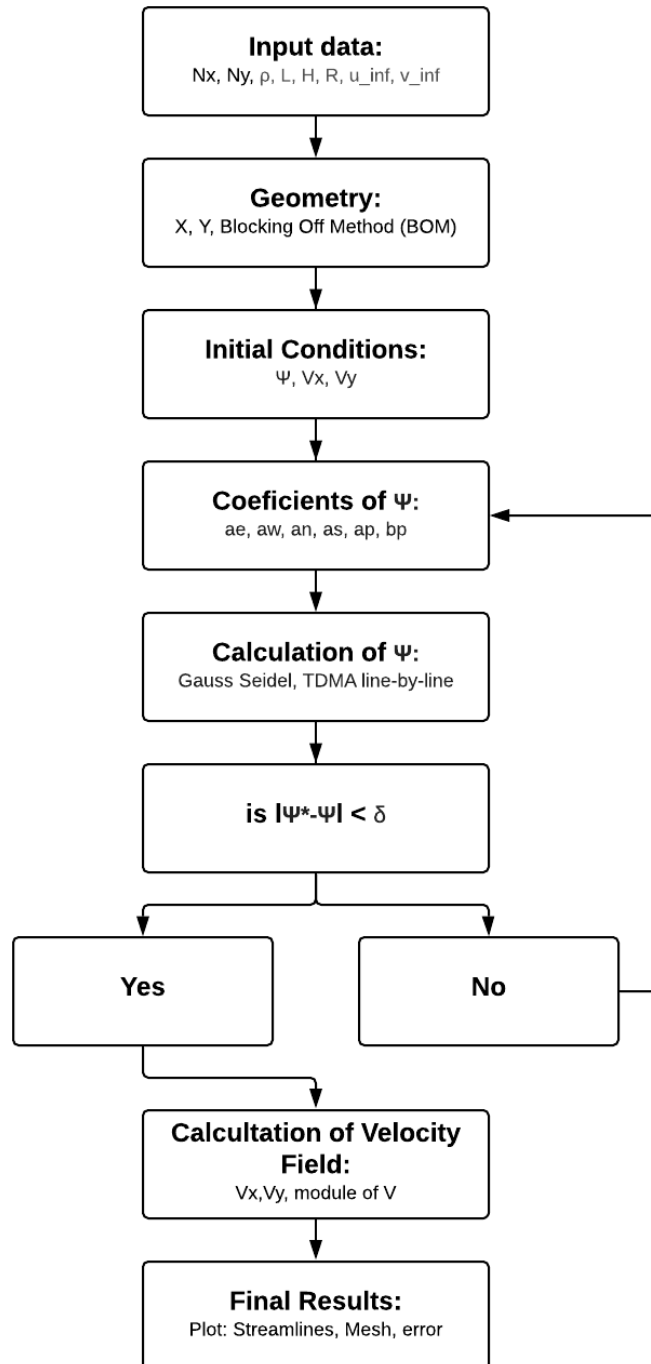 Input data:
Nx, Ny, ρ, L, H, R, u_inf, v_inf
Geometry:
X, Y, Blocking Off Method (BOM)
Initial Conditions:
Ψ, Vx, Vy
Coeficients of Ψ:
ae, aw, an, as, ap, bp
Calculation of Ψ:
Gauss Seidel, TDMA line-by-line
is |Ψ*-Ψ| < δ
Yes
No
Calcultation of Velocity
Field:
Vx,Vy, module of V
Final Results:
Plot: Streamlines, Mesh, error